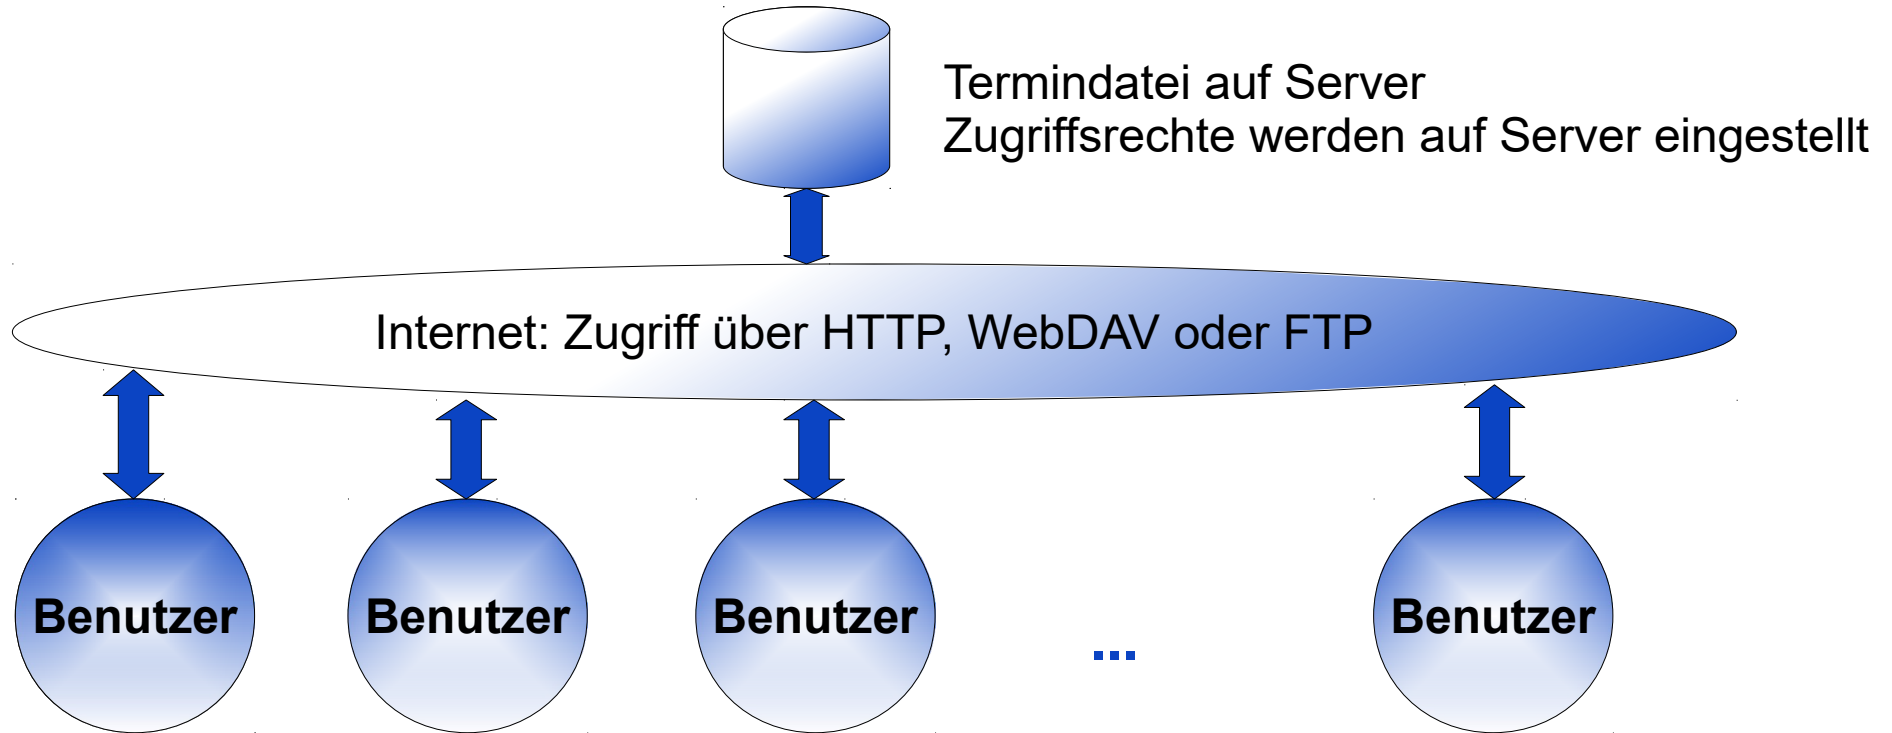 Termindatei auf Server
Zugriffsrechte werden auf Server eingestellt
Internet: Zugriff über HTTP, WebDAV oder FTP
Benutzer
Benutzer
Benutzer
...
Benutzer